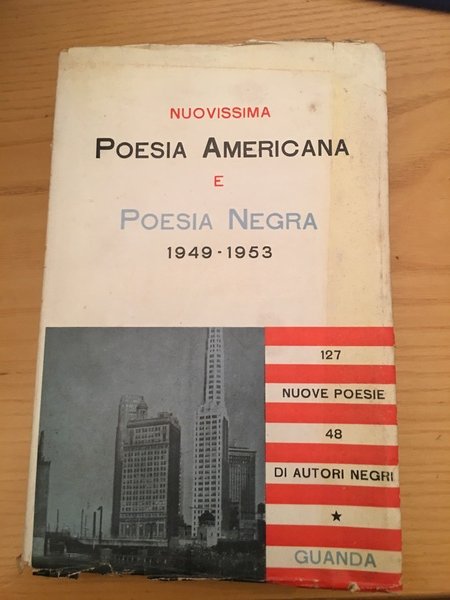 NUOVISSIMA
POESIA AMERICANA
E
POESIA NEGRA
1949-1953
127
NUOVE POESIE
48
DI AUTORI NEGRI
★
GUANDA